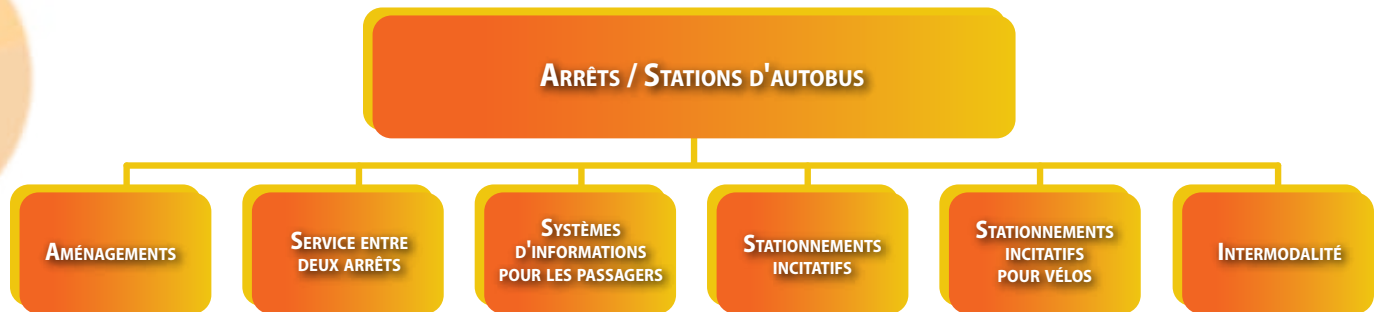 Arrêts / Stations d'autobus
Aménagements
Service entre
deux arrêts
Systèmes
d'informations
pour les passagers
Stationnements
incitatifs
Stationnements
incitatifs
pour vélos
Intermodalité